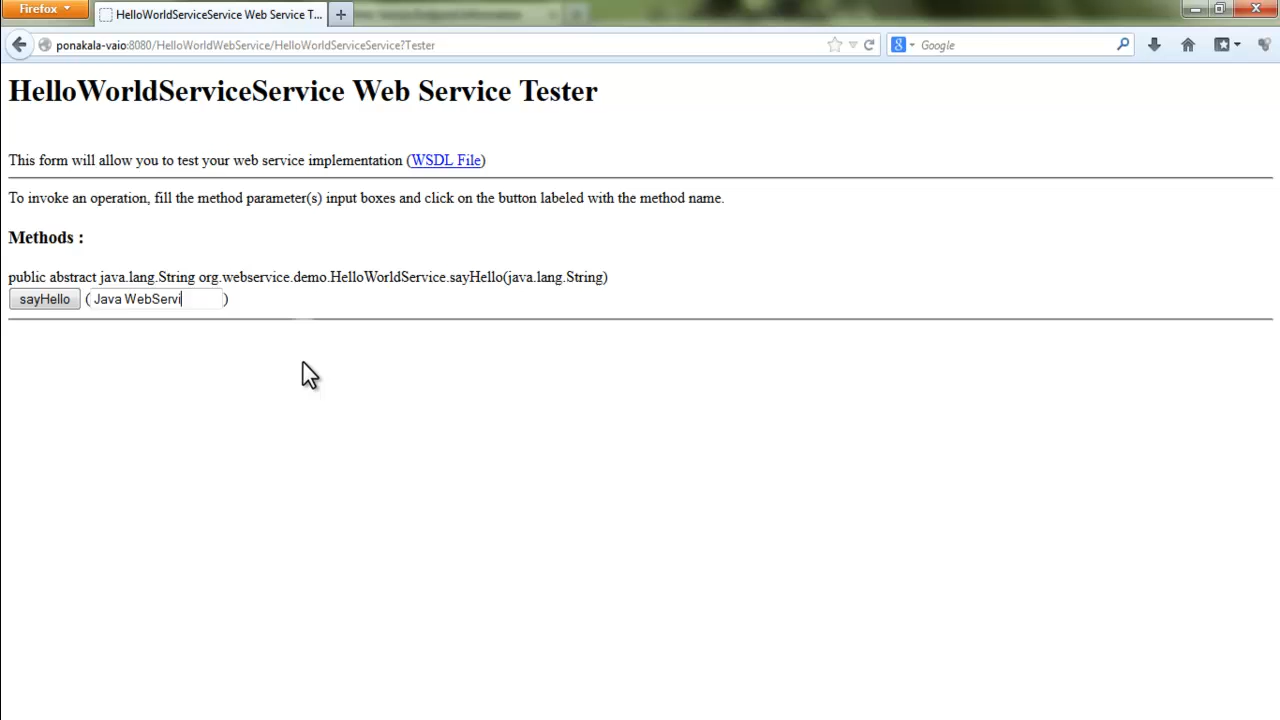 Firefox
HelloWorldServiceService Web Service T...
ponakala-vaio:8080/HelloWorldWebService/HelloWorldServiceService?Tester
Google
HelloWorldServiceService Web Service Tester
This form will allow you to test your web service implementation (WSDL File)
To invoke an operation, fill the method parameter(s) input boxes and click on the button labeled with the method name.
Methods :
public abstract java.lang.String org.webservice.demo.HelloWorldService.sayHello(java.lang.String)
sayHello (Java WebServi)